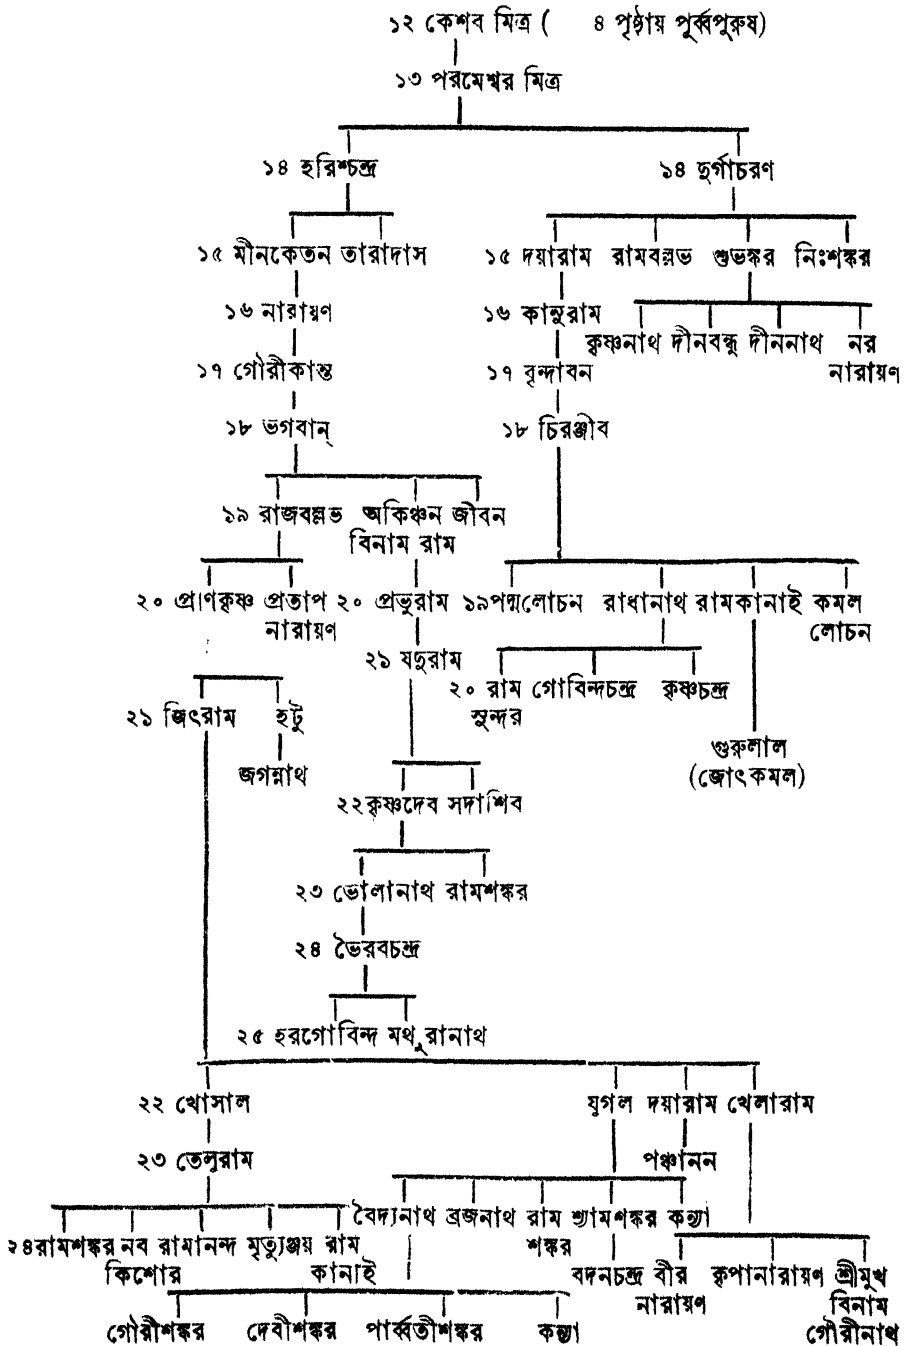 ১২ কেশব মিত্র ( ৪ পৃষ্ঠায় পূর্ব্বপুরুষ)
১৩ পরমেশ্বর মিত্র
১৪ হরিশ্চন্দ্র ১৪ দুর্গাচরণ
১৫ মীনকেতন তারাদাস ১৫ দয়ারাম রামবল্লভ শুভঙ্কর নিঃশঙ্কর
১৬ নারায়ণ ১৬ কানুরাম
কৃষ্ণনাথ দীনবন্ধু দীননাথ নর
১৭ গৌরীকান্ত ১৭ বৃন্দাবন নারায়ণ
১৮ ভগবান্ ১৮ চিরঞ্জীব
১৯ রাজবল্লভ অকিঞ্চন জীবন
বিনাম রাম
২০ প্রাণকৃষ্ণ প্রতাপ ২০ প্রভুরাম ১৯পদ্মলোচন রাধানাথ রামকানাই কমল
নারায়ণ লোচন
২১ যদুরাম
২০ রাম গোবিন্দচন্দ্র কৃষ্ণচন্দ্র
২১ জিৎরাম হটু সুন্দর
গুরুলাল
জগন্নাথ (জোৎকমল)
২২কৃষ্ণদেব সদাশিব
২৩ ভোলানাথ রামশঙ্কর
২৪ ভৈরবচন্দ্র
২৫ হরগোবিন্দ মথুরানাথ
২২ খোসাল যুগল দয়ারাম খেলারাম
২৩ তেলুরাম পঞ্চানন
বৈদ্যনাথ ব্রজনাথ রাম শ্যামশঙ্কর কন্যা
২৪রামশঙ্কর নব রামানন্দ মৃত্যুঞ্জয় রাম শঙ্কর
কিশোর কানাই বদনচন্দ্র বীর কৃপানারায়ণ শ্রীমুখ
নারায়ণ বিনাম
গৌরীশঙ্কর দেবীশঙ্কর পার্ব্বতীশঙ্কর কন্যা গৌরীনাথ